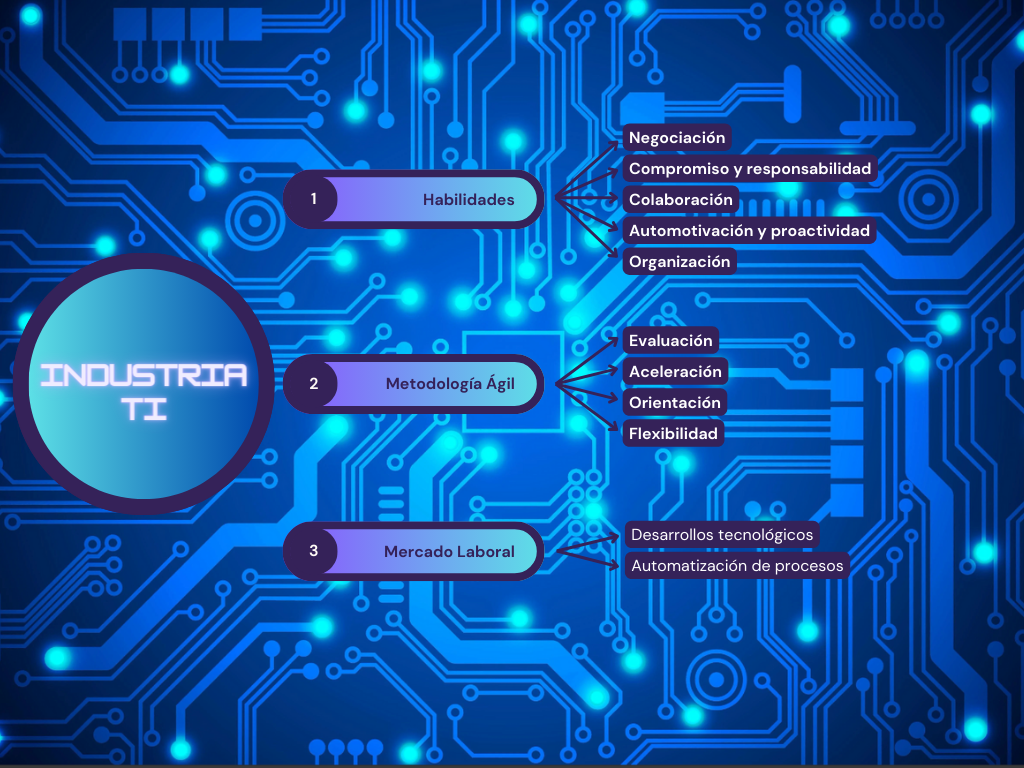 INDUSTRIA
TI
1
Habilidades
Negociación
Compromiso y responsabilidad
Colaboración
Automotivación y proactividad
Organización
2
Metodología Ágil
Evaluación
Aceleración
Orientación
Flexibilidad
3
Mercado Laboral
Desarrollos tecnológicos
Automatización de procesos